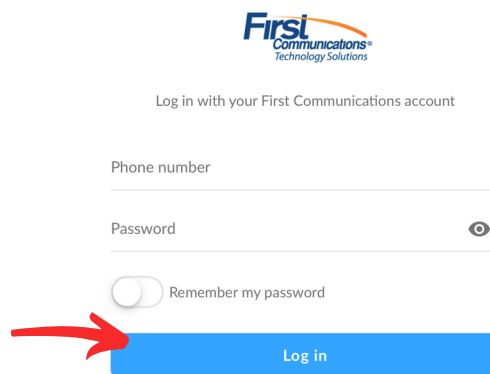 First
Communications®
Technology Solutions
Log in with your First Communications account
Phone number
Password
Remember my password
Log in